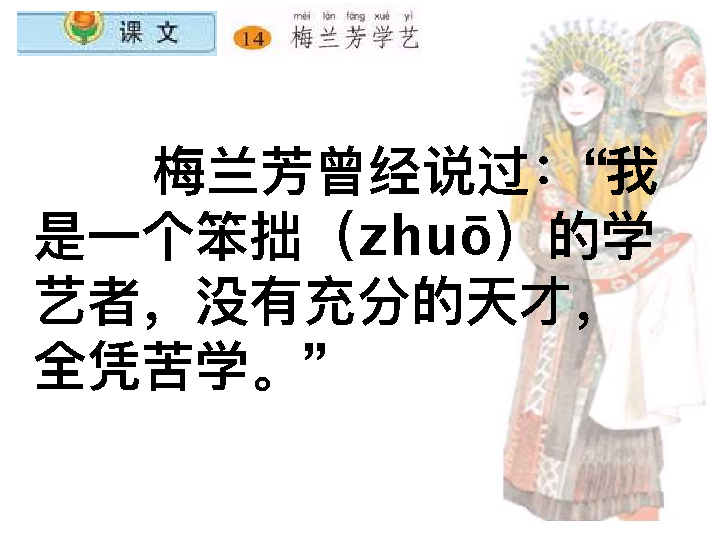 课 文
14
méi lán fāng xué yì
梅兰芳学艺
梅兰芳曾经说过：“我
是一个笨拙（zhuō）的学
艺者，没有充分的天才，
全凭苦学。”